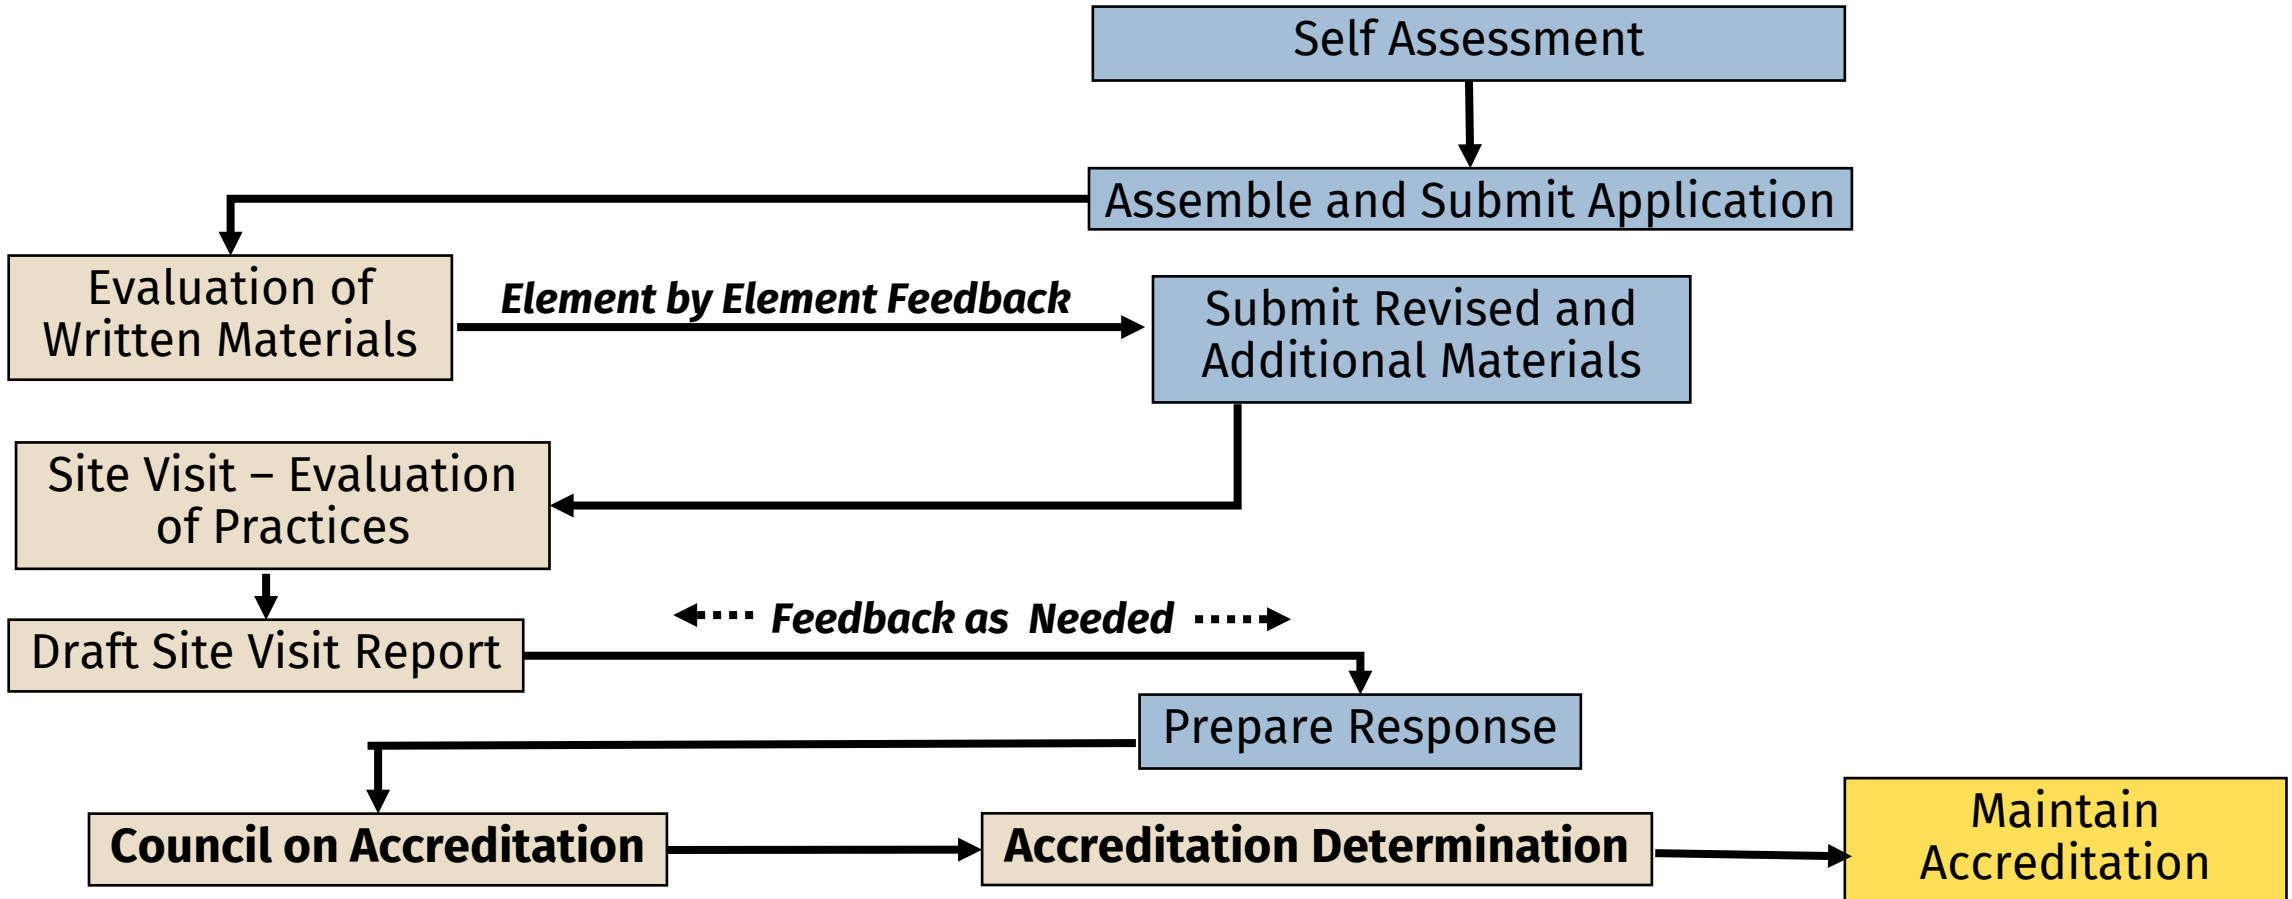 Self Assessment
Assemble and Submit Application
Evaluation of
Written Materials
Element by Element Feedback
Submit Revised and
Additional Materials
Site Visit – Evaluation
of Practices
Feedback as Needed
Draft Site Visit Report
Prepare Response
Council on Accreditation
Accreditation Determination
Maintain
Accreditation